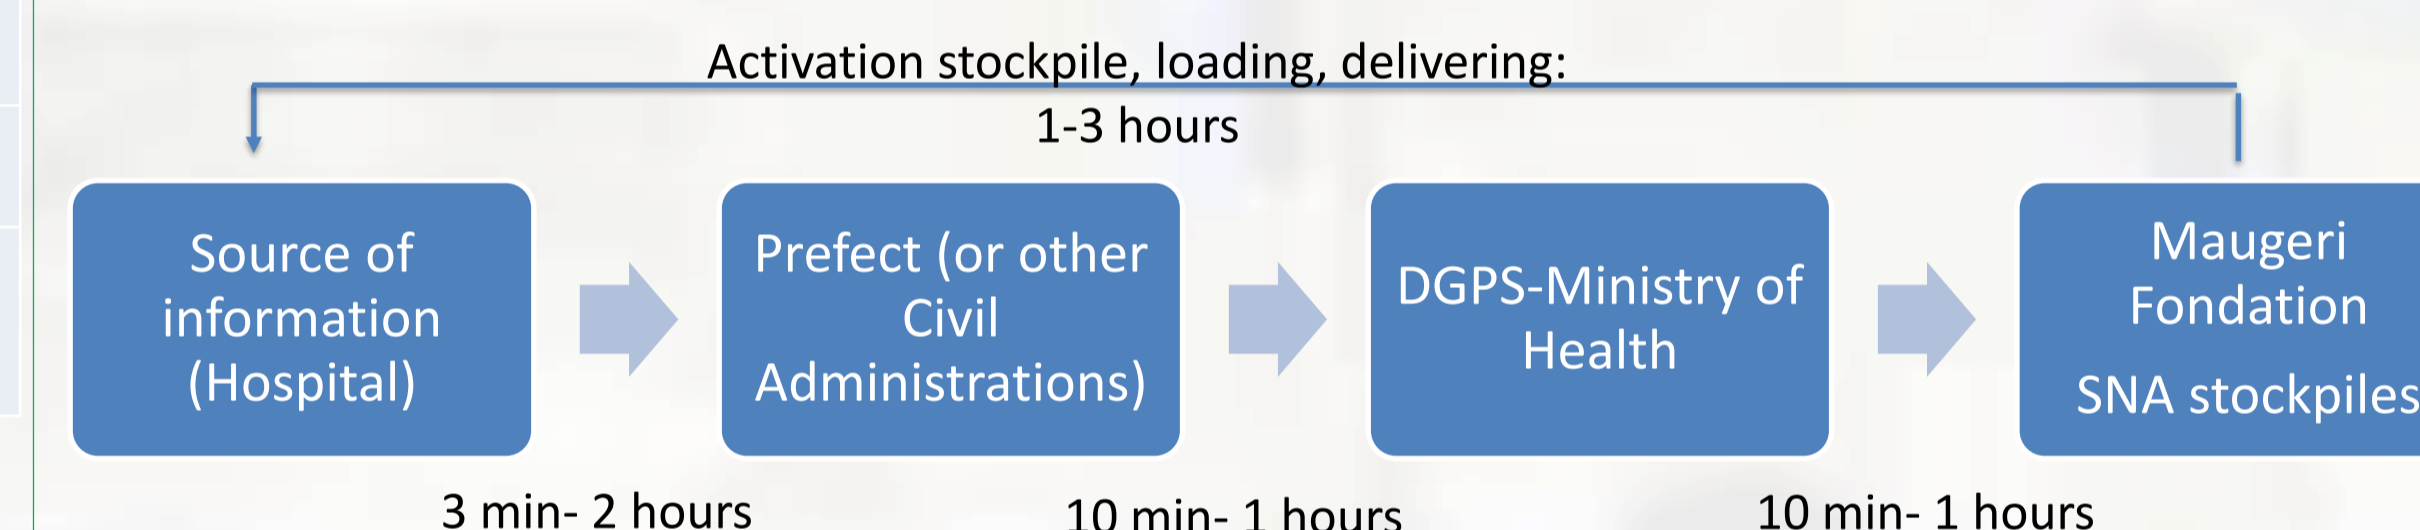 Activation stockpile, loading, delivering:
1-3 hours
Source of
information
(Hospital)
Prefect (or other
Civil
Administrations)
DGPS-Ministry of
Health
Maugeri
Fondation
SNA stockpiles
3 min- 2 hours
10 min- 1 hours
10 min- 1 hours